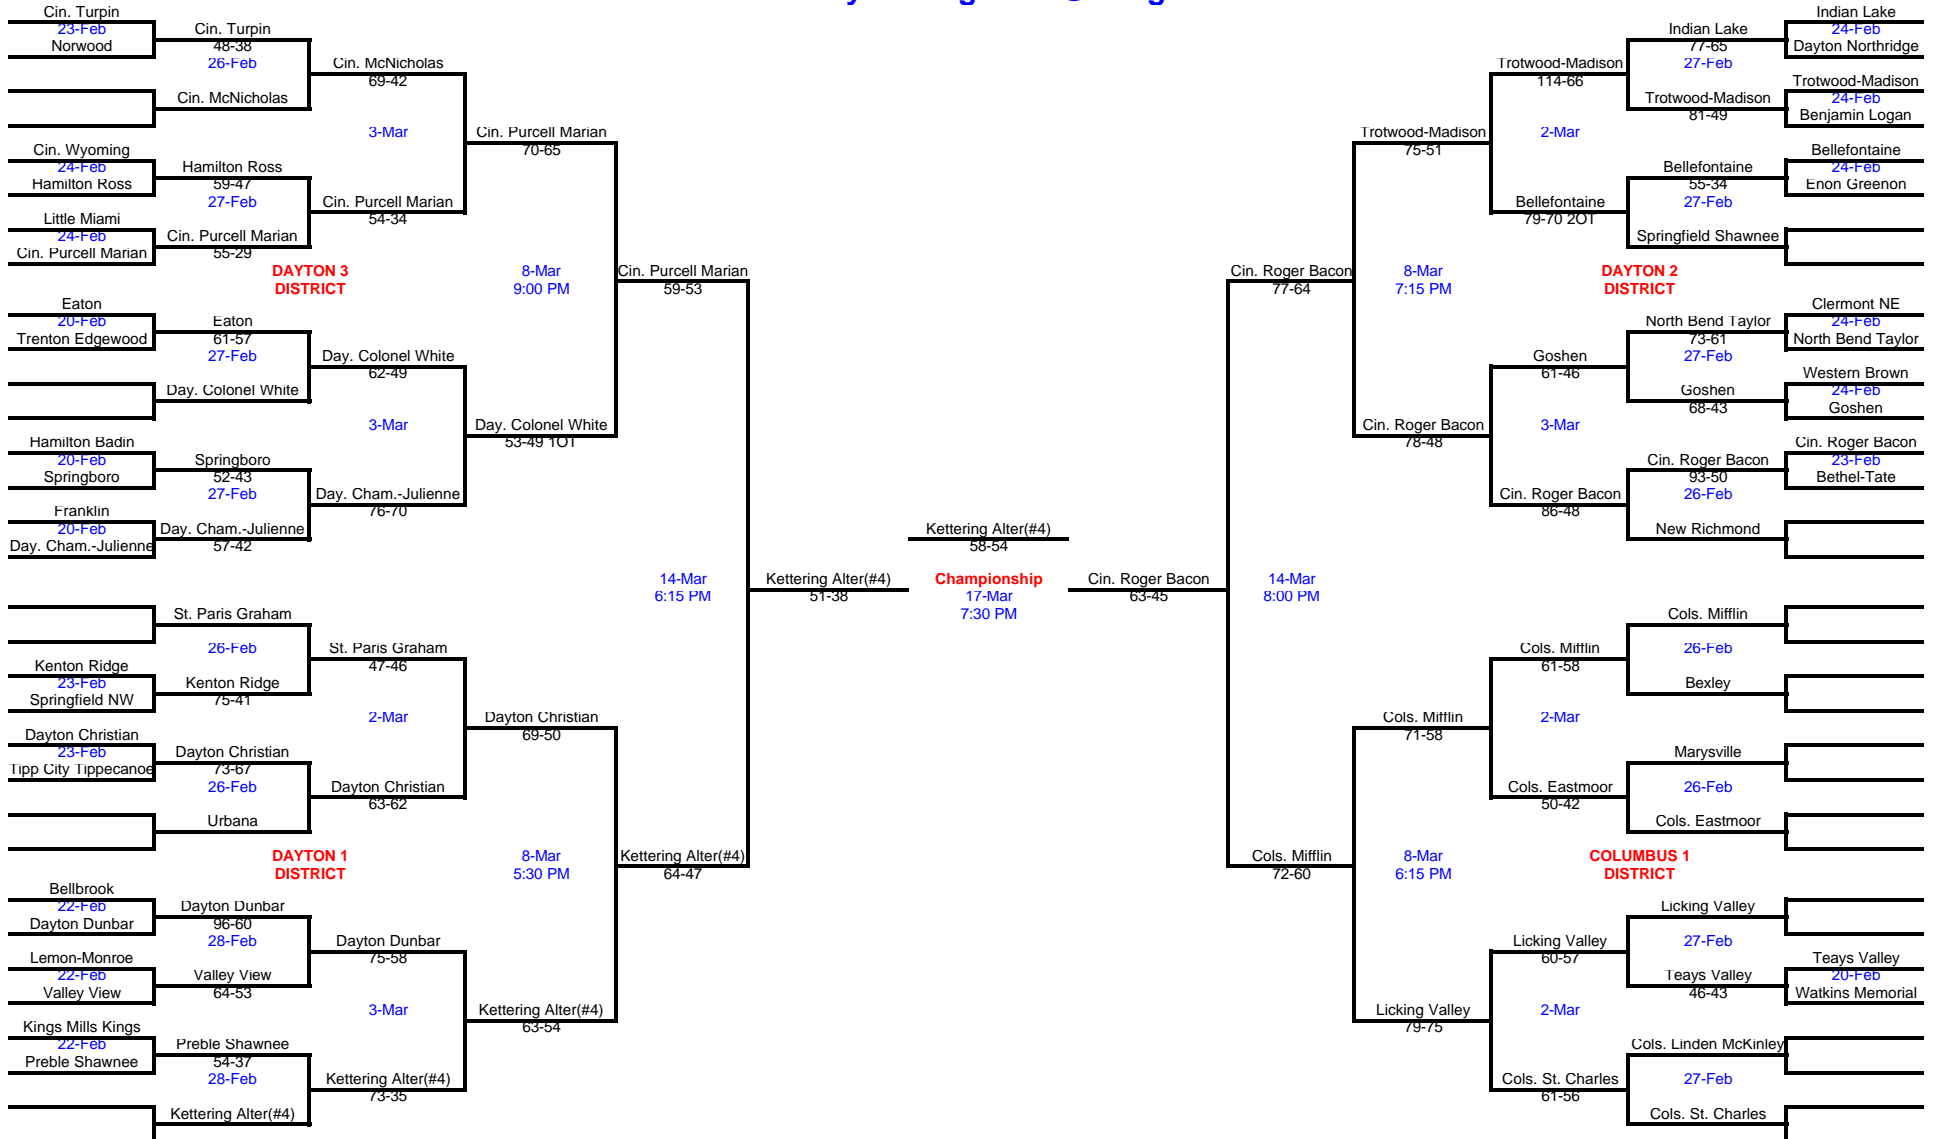 Cin. Turpin
23-Feb
Norwood
Cin. Turpin
48-38
26-Feb
Cin. McNicholas
Cin. McNicholas
69-42
3-Mar
Cin. Wyoming
24-Feb
Hamilton Ross
Hamilton Ross
59-47
27-Feb
Little Miami
24-Feb
Cin. Purcell Marian
Cin. Purcell Marian
55-29
Cin. Purcell Marian
54-34
Cin. Purcell Marian
70-65
DAYTON 3
DISTRICT
8-Mar
9:00 PM
Cin. Purcell Marian
59-53
Eaton
20-Feb
Trenton Edgewood
Eaton
61-57
27-Feb
Day. Colonel White
Day. Colonel White
62-49
3-Mar
Day. Colonel White
53-49 1OT
Hamilton Badin
20-Feb
Springboro
Springboro
52-43
27-Feb
Franklin
20-Feb
Day. Cham.-Julienne
Day. Cham.-Julienne
57-42
Day. Cham.-Julienne
76-70
14-Mar
6:15 PM
Kettering Alter(#4)
51-38
St. Paris Graham
26-Feb
Kenton Ridge
23-Feb
Springfield NW
Kenton Ridge
75-41
St. Paris Graham
47-46
2-Mar
Dayton Christian
69-50
Dayton Christian
23-Feb
Tipp City Tippecanoe
Dayton Christian
73-67
26-Feb
Urbana
Dayton Christian
63-62
DAYTON 1
DISTRICT
8-Mar
5:30 PM
Kettering Alter(#4)
64-47
Bellbrook
22-Feb
Dayton Dunbar
Dayton Dunbar
96-60
28-Feb
Lemon-Monroe
22-Feb
Valley View
Valley View
64-53
Dayton Dunbar
75-58
3-Mar
Kettering Alter(#4)
63-54
Kings Mills Kings
22-Feb
Preble Shawnee
Preble Shawnee
54-37
28-Feb
Kettering Alter(#4)
Kettering Alter(#4)
73-35
Kettering Alter(#4)
58-54
Championship
17-Mar
7:30 PM
Cin. Roger Bacon
63-45
14-Mar
8:00 PM
Indian Lake
24-Feb
Dayton Northridge
Indian Lake
77-65
27-Feb
Trotwood-Madison
24-Feb
Benjamin Logan
Trotwood-Madison
81-49
Trotwood-Madison
114-66
2-Mar
Trotwood-Madison
75-51
Bellefontaine
24-Feb
Enon Greenon
Bellefontaine
55-34
27-Feb
Springfield Shawnee
Bellefontaine
79-70 2OT
Cin. Roger Bacon
77-64
8-Mar
7:15 PM
DAYTON 2
DISTRICT
Clermont NE
24-Feb
North Bend Taylor
North Bend Taylor
73-61
27-Feb
Western Brown
24-Feb
Goshen
Goshen
68-43
Goshen
61-46
3-Mar
Cin. Roger Bacon
78-48
Cin. Roger Bacon
23-Feb
Bethel-Tate
Cin. Roger Bacon
93-50
26-Feb
New Richmond
Cin. Roger Bacon
86-48
Cols. Mifflin
26-Feb
Bexley
Cols. Mifflin
61-58
2-Mar
Cols. Mifflin
71-58
Marysville
26-Feb
Cols. Eastmoor
Cols. Eastmoor
50-42
Cols. Mifflin
72-60
8-Mar
6:15 PM
COLUMBUS 1
DISTRICT
Licking Valley
27-Feb
Teays Valley
20-Feb
Watkins Memorial
Teays Valley
46-43
Licking Valley
60-57
2-Mar
Licking Valley
79-75
Cols. Linden McKinley
27-Feb
Cols. St. Charles
Cols. St. Charles
61-56